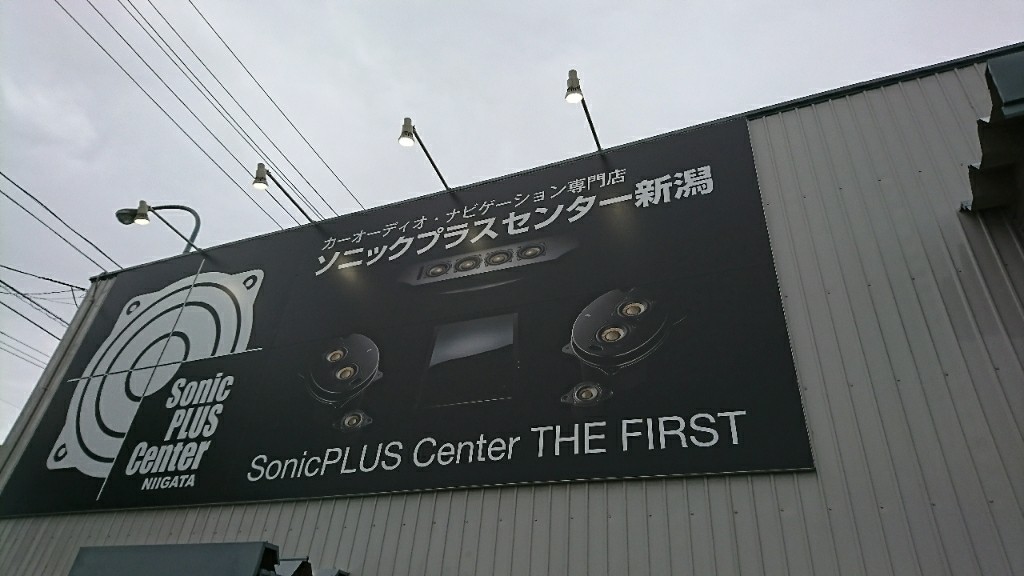 カーオーディオ・ナビゲーション専門店
ソニックプラスセンター新潟
Sonic
PLUS
Center
NIIGATA
SonicPLUS Center THE FIRST